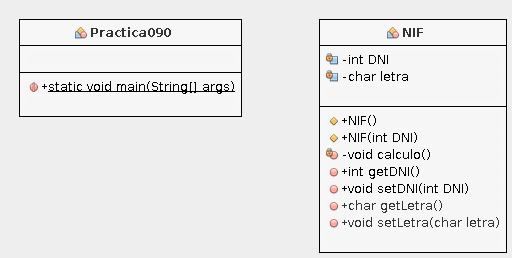 Practica090
+static void main(String[] args)
NIF
-int DNI
-char letra
+NIF()
+NIF(int DNI)
-void calculo()
+int getDNI()
+void setDNI(int DNI)
+char getLetra()
+void setLetra(char letra)